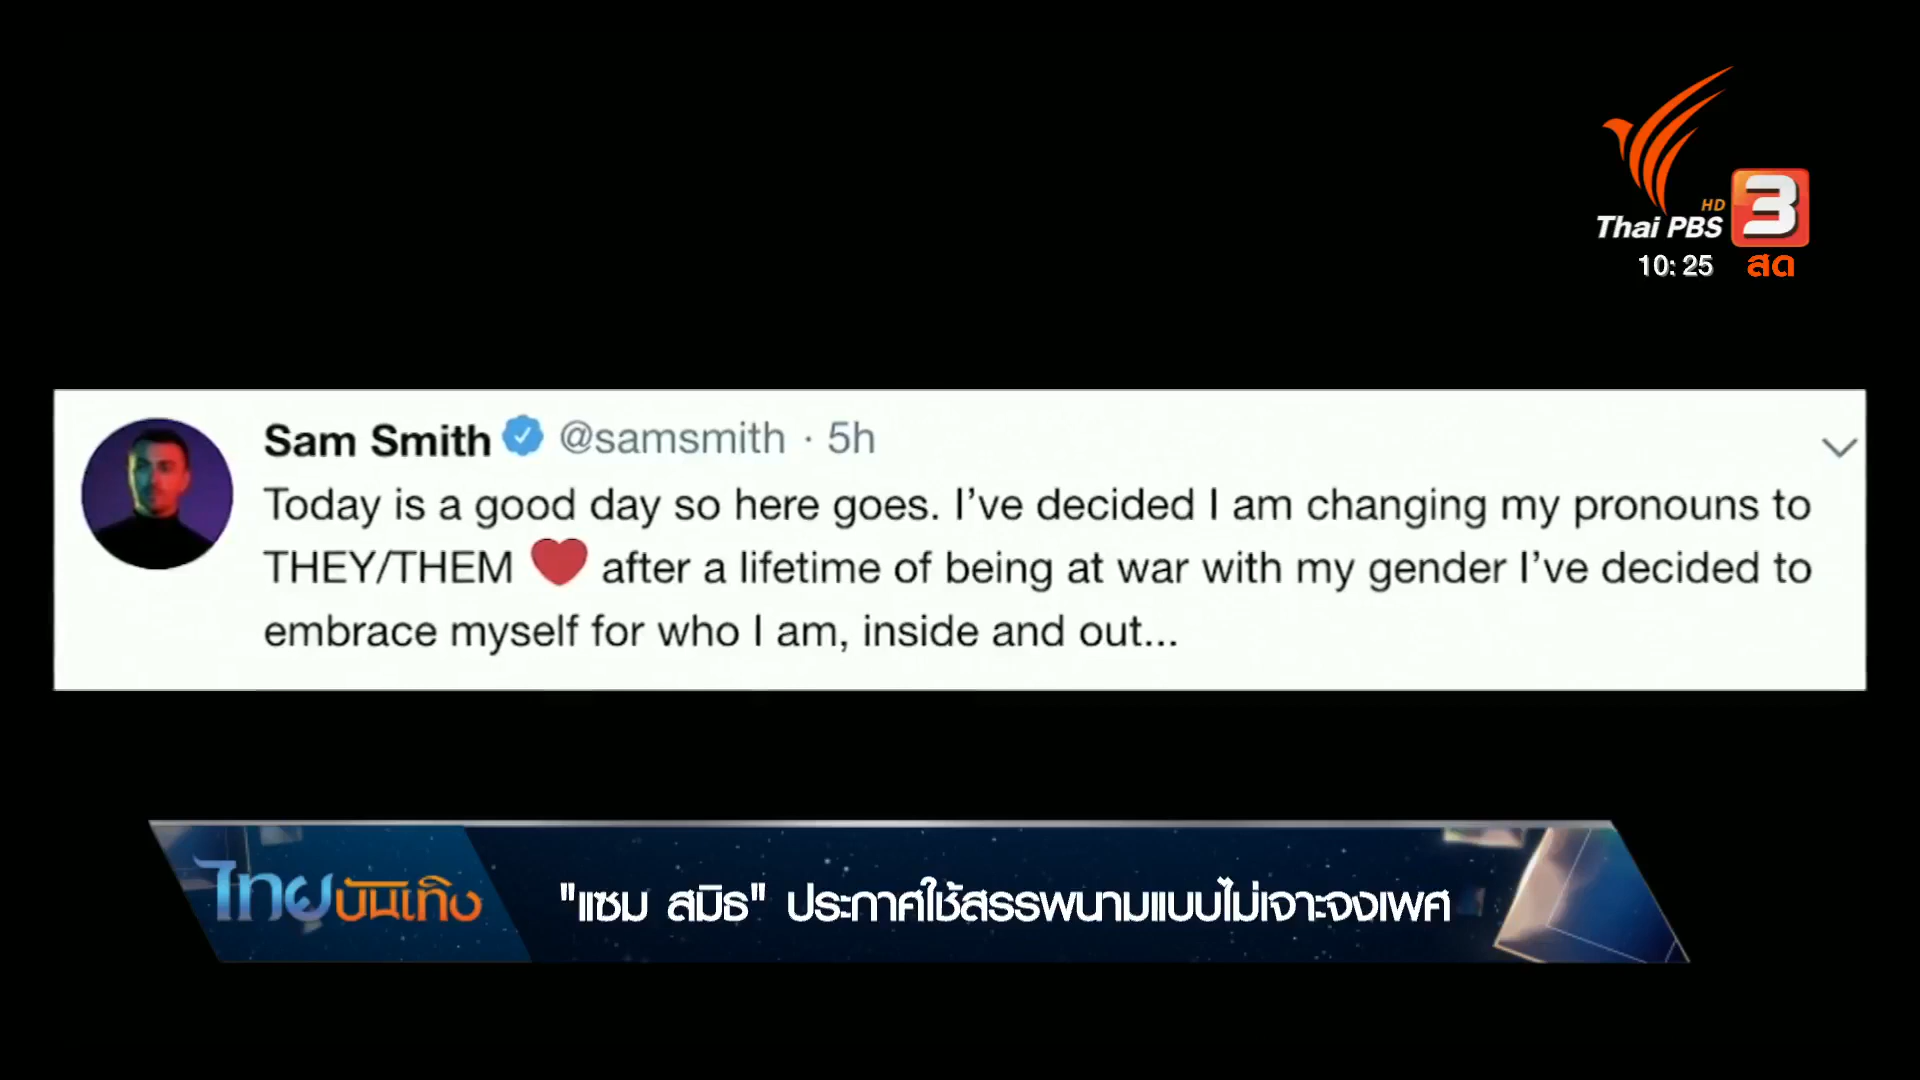 HD
Thai PBS 3
10: 25 สด
Sam Smith @samsmith · 5h
Today is a good day so here goes. I’ve decided I am changing my pronouns to
THEY/THEM ❤️ after a lifetime of being at war with my gender I’ve decided to
embrace myself for who I am, inside and out...
ไทยบันเทิง
"แซม สมิธ" ประกาศใช้สรรพนามแบบไม่เจาะจงเพศ